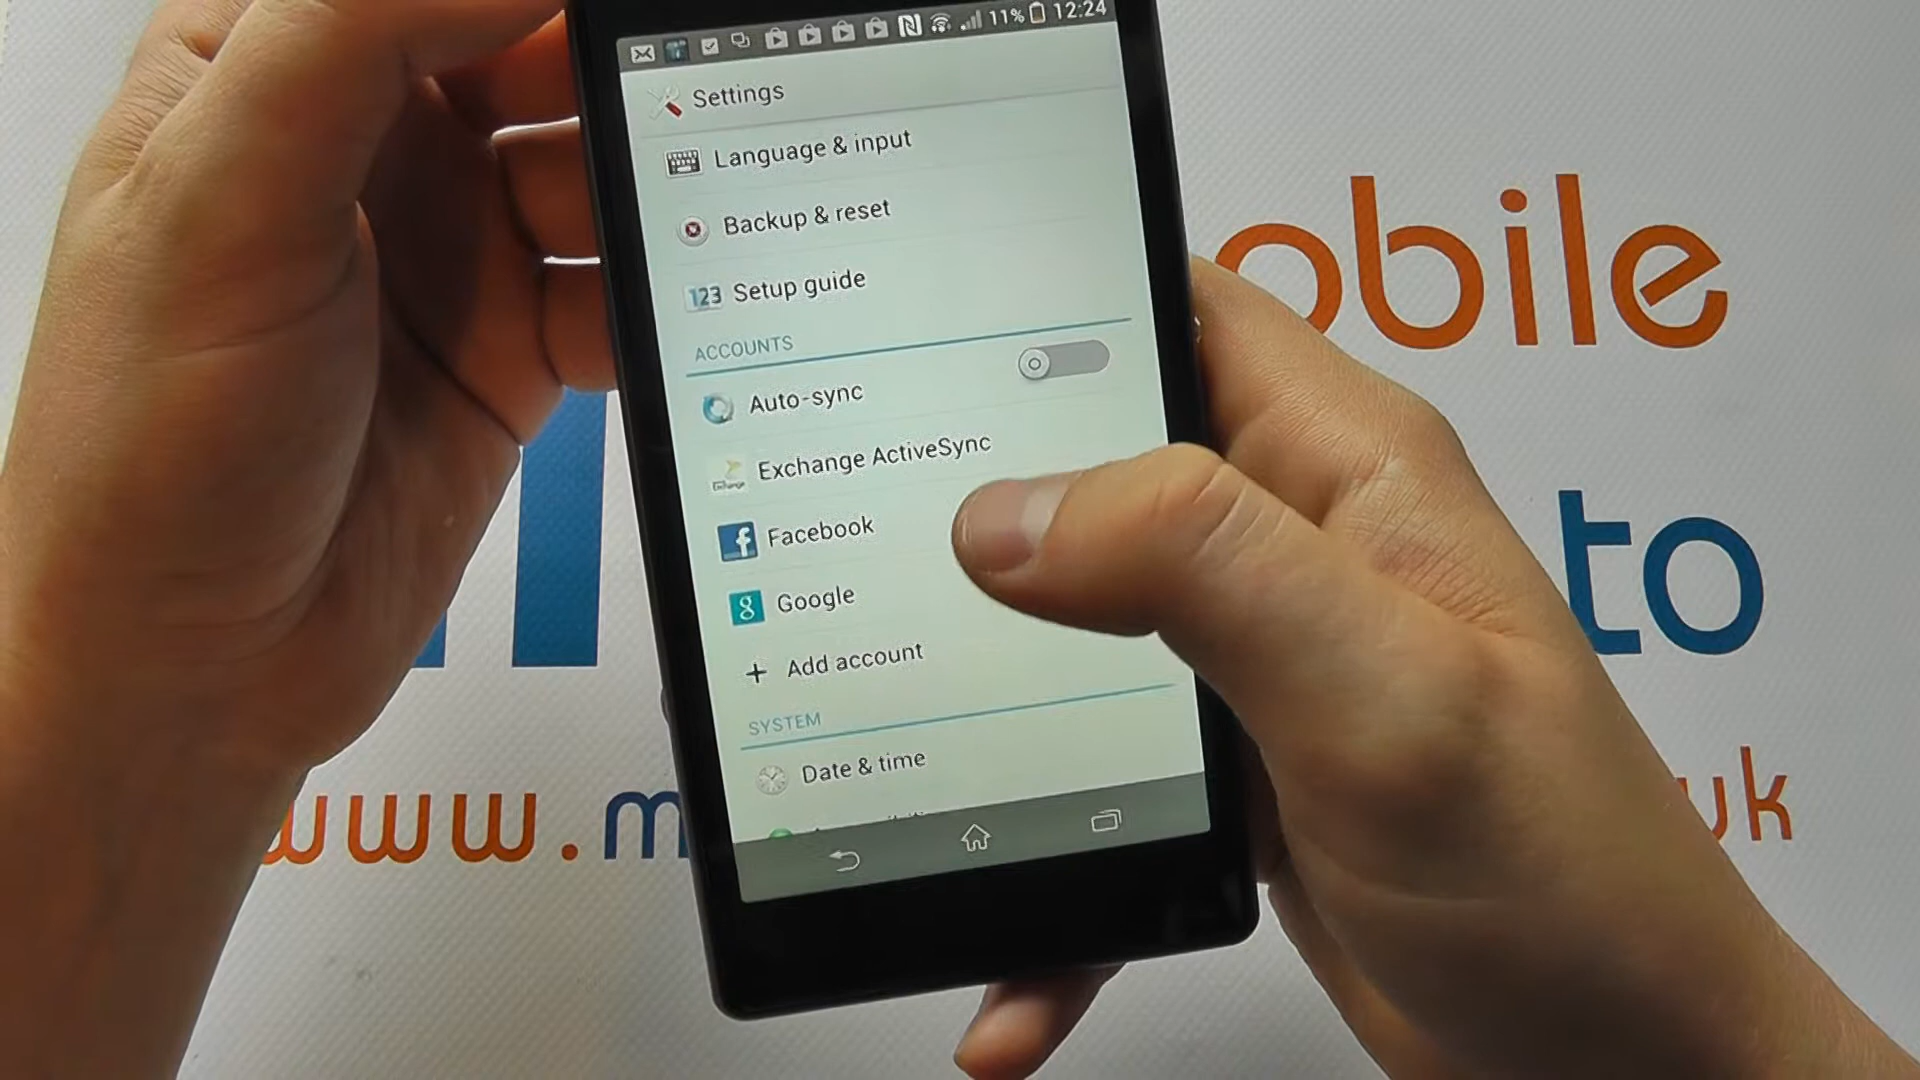 11% 12:24
Settings
Language & input
Backup & reset
123 Setup guide
ACCOUNTS
Auto-sync
Exchange ActiveSync
Exchange
f Facebook
g Google
+ Add account
SYSTEM
Date & time
obile
to
www.m
uk